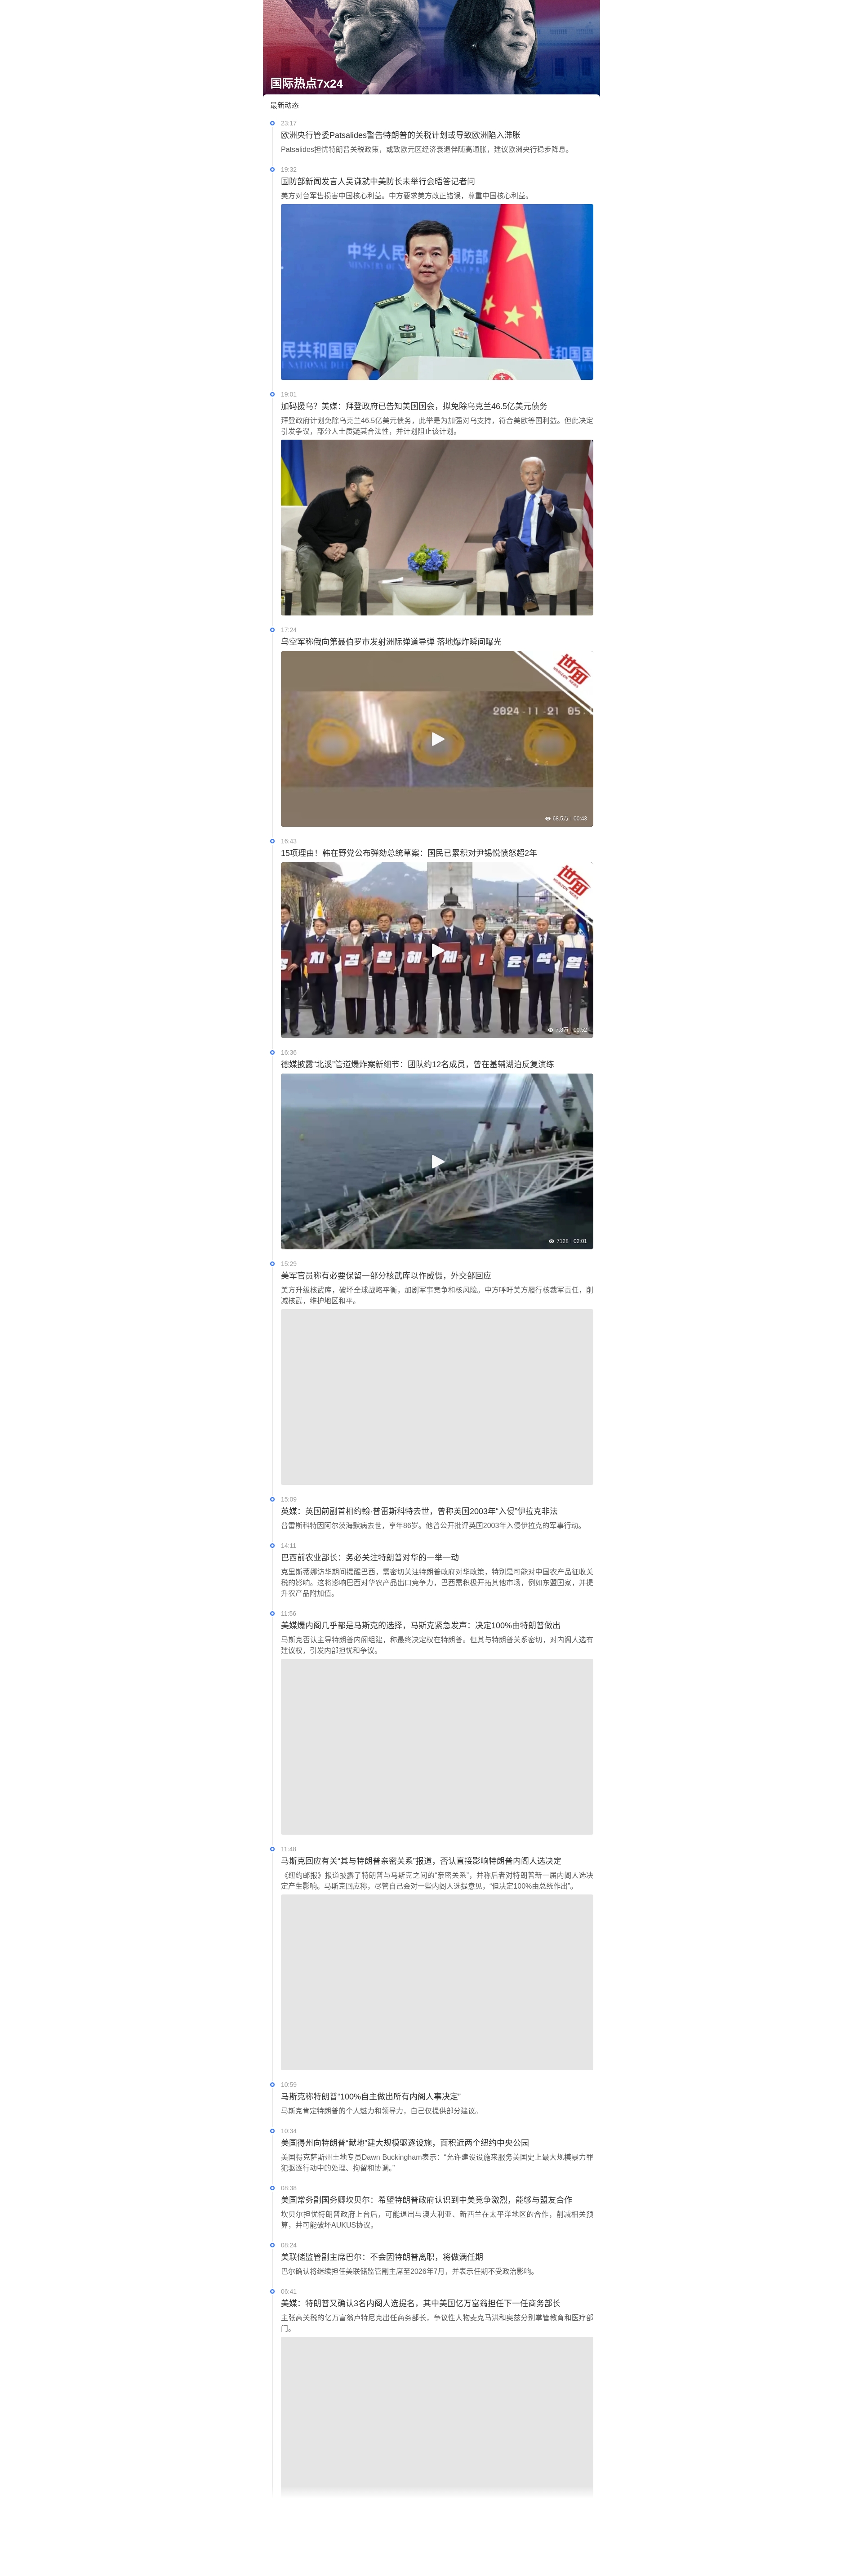 国际热点7x24
最新动态
23:17
欧洲央行管委Patsalides警告特朗普的关税计划或导致欧洲陷入滞胀
Patsalides担忧特朗普关税政策，或致欧元区经济衰退伴随高通胀，建议欧洲央行稳步降息。
19:32
国防部新闻发言人吴谦就中美防长未举行会晤答记者问
美方对台军售损害中国核心利益。中方要求美方改正错误，尊重中国核心利益。
中华人民 国防部
民共和国国
共和国国防部
19:01
加码援乌？美媒：拜登政府已告知美国国会，拟免除乌克兰46.5亿美元债务
拜登政府计划免除乌克兰46.5亿美元债务，此举是为加强对乌支持，符合美欧等国利益。但此决定
引发争议，部分人士质疑其合法性，并计划阻止该计划。
17:24
乌空军称俄向第聂伯罗市发射洲际弹道导弹 落地爆炸瞬间曝光
世面
2024-11-21 05:
68.5万 00:43
16:43
15项理由！韩在野党公布弹劾总统草案：国民已累积对尹锡悦愤怒超2年
世面
치 검찰 해체! 윤석열
16:36
德媒披露“北溪”管道爆炸案新细节：团队约12名成员，曾在基辅湖泊反复演练
7128 02:01
15:29
美军官员称有必要保留一部分核武库以作威慑，外交部回应
美方升级核武库，破坏全球战略平衡，加剧军事竞争和核风险。中方呼吁美方履行核裁军责任，削
减核武，维护地区和平。
15:09
英媒：英国前副首相约翰·普雷斯科特去世，曾称英国2003年“入侵”伊拉克非法
普雷斯科特因阿尔茨海默病去世，享年86岁。他曾公开批评英国2003年入侵伊拉克的军事行动。
14:11
巴西前农业部长：务必关注特朗普对华的一举一动
克里斯蒂娜访华期间提醒巴西，需密切关注特朗普政府对华政策，特别是可能对中国农产品征收关
税的影响。这将影响巴西对华农产品出口竞争力，巴西需积极开拓其他市场，例如东盟国家，并提
升农产品附加值。
11:56
美媒爆内阁几乎都是马斯克的选择，马斯克紧急发声：决定100%由特朗普做出
马斯克否认主导特朗普内阁组建，称最终决定权在特朗普。但其与特朗普关系密切，对内阁人选有
建议权，引发内部担忧和争议。
11:48
马斯克回应有关“其与特朗普亲密关系”报道，否认直接影响特朗普内阁人选决定
《纽约邮报》报道披露了特朗普与马斯克之间的“亲密关系”，并称后者对特朗普新一届内阁人选决
定产生影响。马斯克回应称，尽管自己会对一些内阁人选提意见，“但决定100%由总统作出”。
10:59
马斯克称特朗普“100%自主做出所有内阁人事决定”
马斯克肯定特朗普的个人魅力和领导力，自己仅提供部分建议。
10:34
美国得州向特朗普“献地”建大规模驱逐设施，面积近两个纽约中央公园
美国得克萨斯州土地专员Dawn Buckingham表示：“允许建设设施来服务美国史上最大规模暴力罪
犯驱逐行动中的处理、拘留和协调。”
08:38
美国常务副国务卿坎贝尔：希望特朗普政府认识到中美竞争激烈，能够与盟友合作
坎贝尔担忧特朗普政府上台后，可能退出与澳大利亚、新西兰在太平洋地区的合作，削减相关预
算，并可能破坏AUKUS协议。
08:24
美联储监管副主席巴尔：不会因特朗普离职，将做满任期
巴尔确认将继续担任美联储监管副主席至2026年7月，并表示任期不受政治影响。
06:41
美媒：特朗普又确认3名内阁人选提名，其中美国亿万富翁担任下一任商务部长
主张高关税的亿万富翁卢特尼克出任商务部长，争议性人物麦克马洪和奥兹分别掌管教育和医疗部
门。